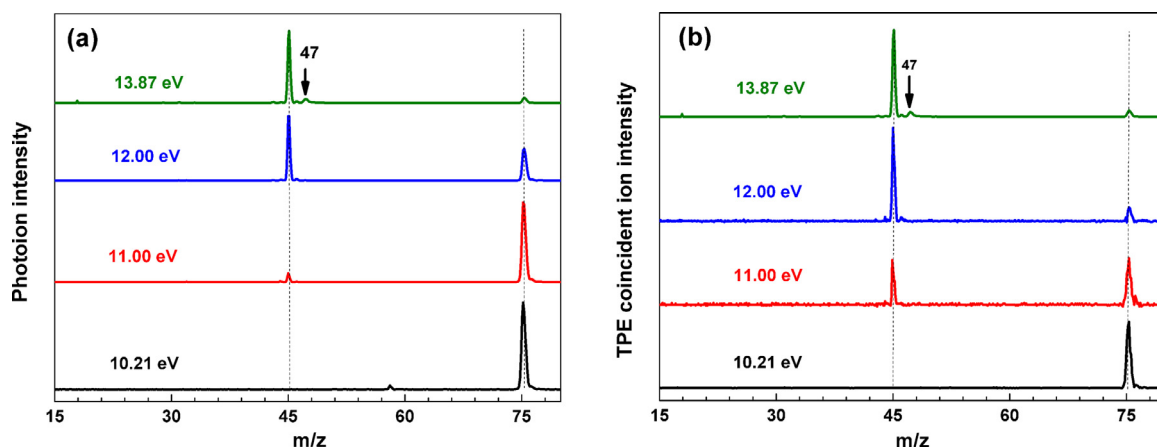 (a)
47
13.87 eV
12.00 eV
11.00 eV
10.21 eV
Photoion intensity
15 30 45 60 75
m/z
(b)
47
13.87 eV
12.00 eV
11.00 eV
10.21 eV
TPE coincident ion intensity
15 30 45 60 75
m/z